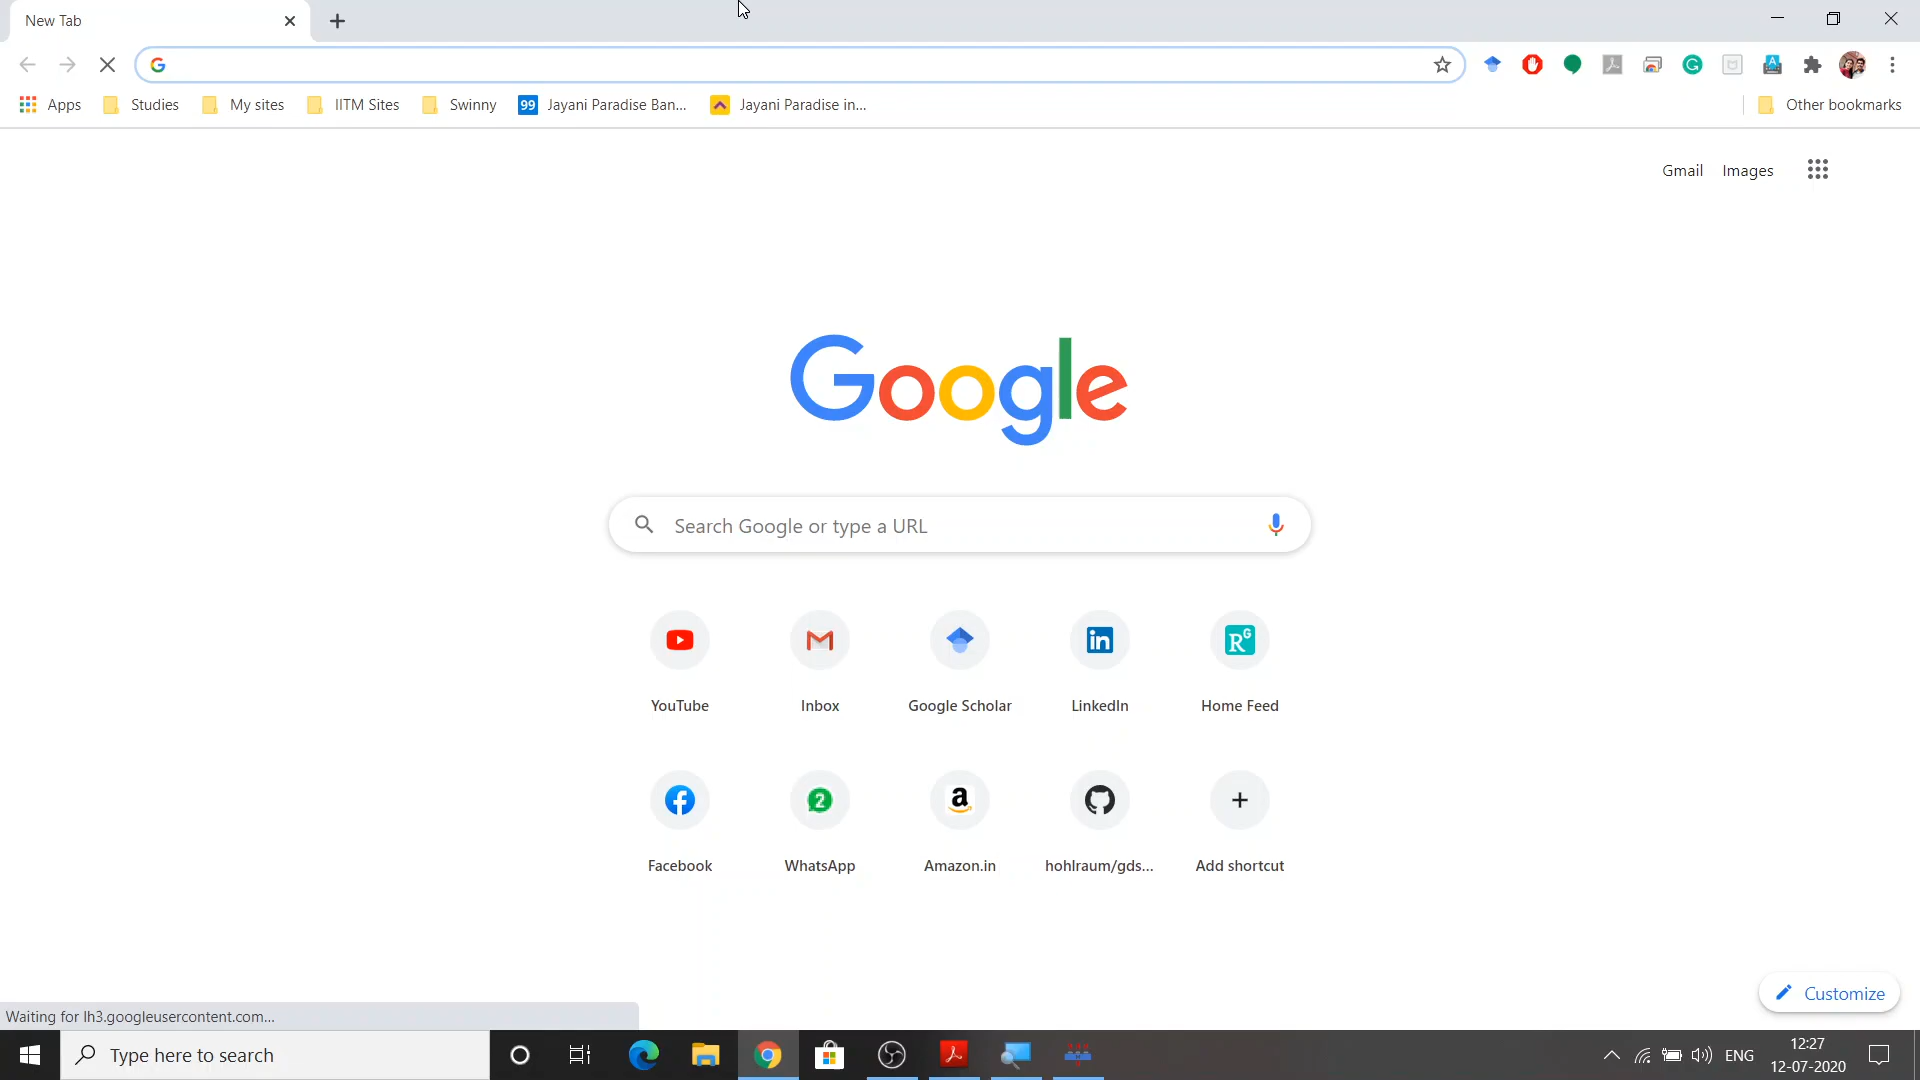 New Tab
Apps Studies My sites IITM Sites Swinny 99 Jayani Paradise Ban... Jayani Paradise in... Other bookmarks
Gmail Images
Google
Search Google or type a URL
YouTube Inbox Google Scholar LinkedIn Home Feed
Facebook WhatsApp Amazon.in hohlraum/gds... Add shortcut
Customize
Waiting for lh3.googleusercontent.com...
Type here to search
ENG
12:27
12-07-2020